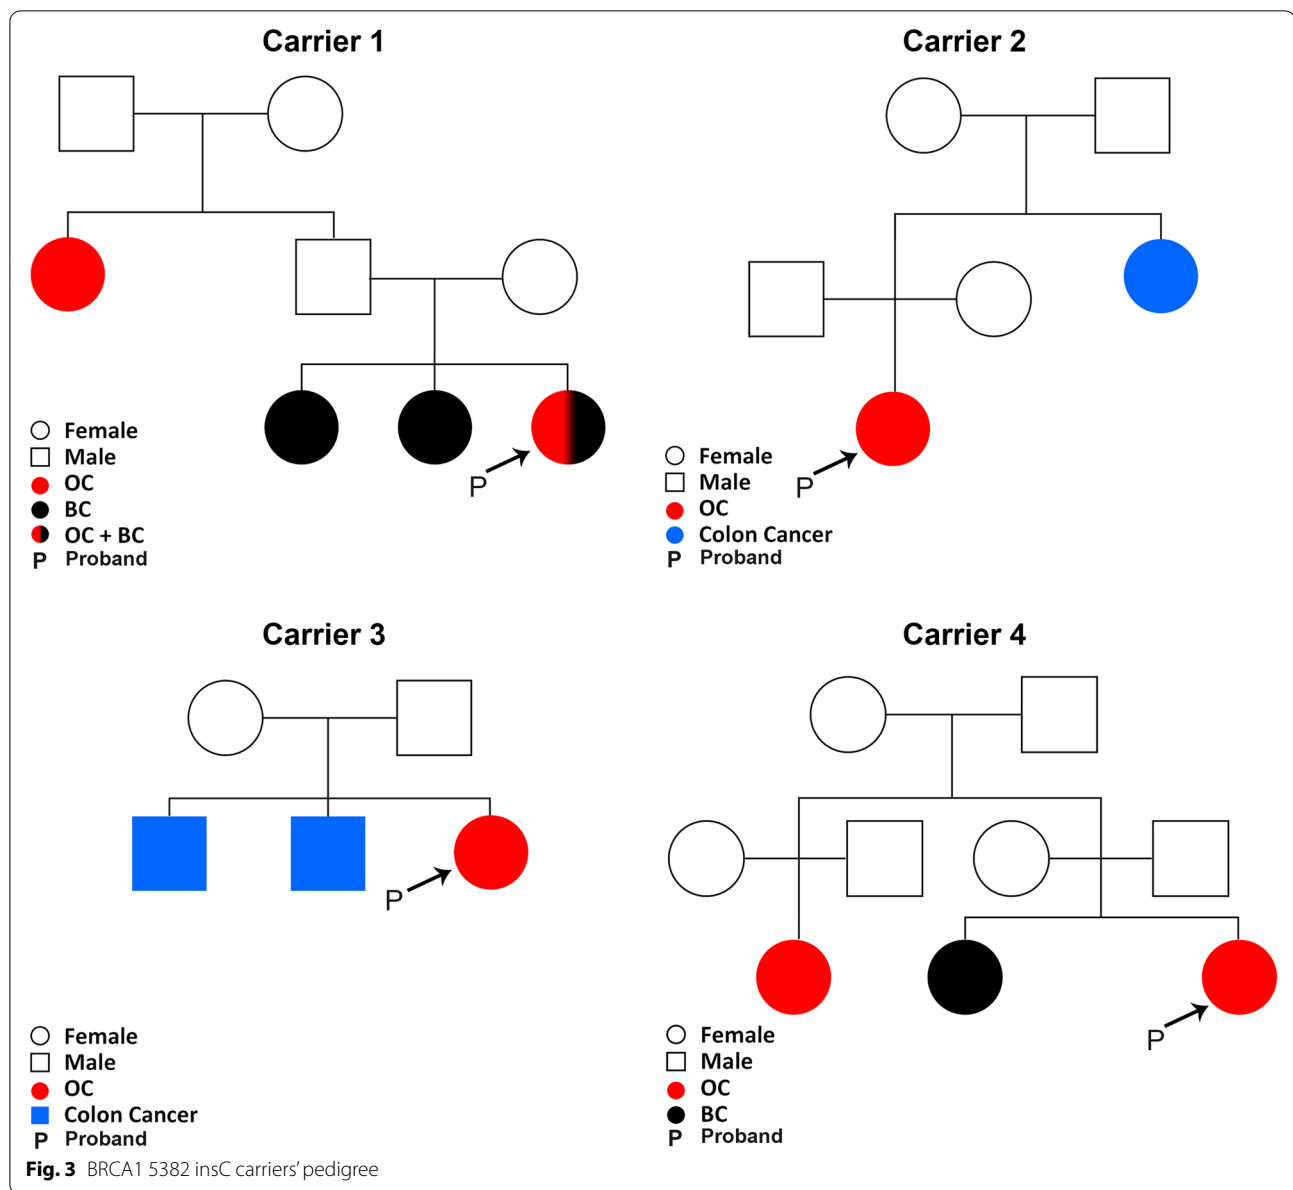 Carrier 1
P
Female
Male
OC
BC
OC + BC
P Proband
Carrier 2
P
Female
Male
OC
Colon Cancer
P Proband
Carrier 3
P
Female
Male
OC
Colon Cancer
P Proband
Carrier 4
P
Female
Male
OC
BC
P Proband
Fig. 3 BRCA1 5382 insC carriers' pedigree